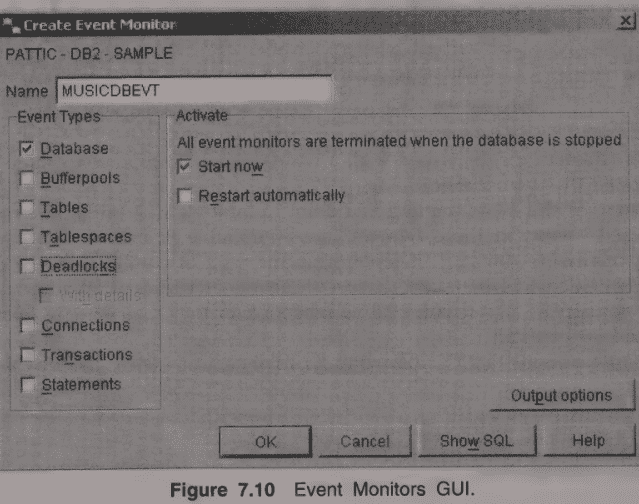 Create Event Monitor
PATTIC - DB2 - SAMPLE
Name MUSICDBEVT
Event Types
Database
Bufferpools
Tables
Tablespaces
Deadlocks
With details
Connections
Transactions
Statements
Activate
All event monitors are terminated when the database is stopped
Start now
Restart automatically
Output options
OK Cancel Show SQL Help
Figure 7.10 Event Monitors GUI.